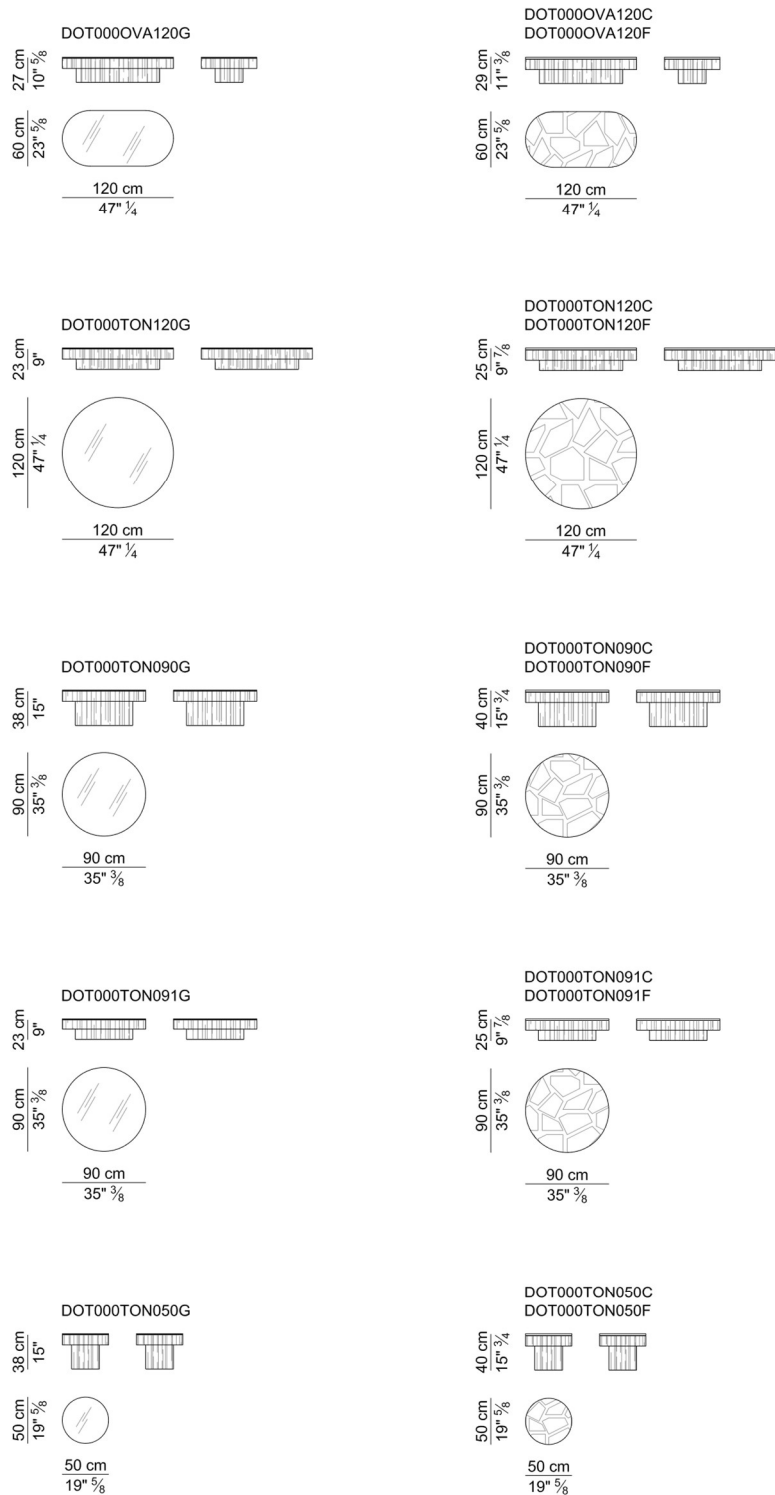 DOT000OVA120G
27 cm
10" ⅝
60 cm
23" ⅝
120 cm
47" ¼
DOT000OVA120C
DOT000OVA120F
29 cm
11" ⅜
60 cm
23" ⅝
120 cm
47" ¼
DOT000TON120G
23 cm
9"
120 cm
47" ¼
120 cm
47" ¼
DOT000TON120C
DOT000TON120F
25 cm
9" ⅞
120 cm
47" ¼
120 cm
47" ¼
DOT000TON090G
38 cm
15"
90 cm
35" ⅜
90 cm
35" ⅜
DOT000TON090C
DOT000TON090F
40 cm
15" ¾
90 cm
35" ⅜
90 cm
35" ⅜
DOT000TON091G
23 cm
9"
90 cm
35" ⅜
90 cm
35" ⅜
DOT000TON091C
DOT000TON091F
25 cm
9" ⅞
90 cm
35" ⅜
90 cm
35" ⅜
DOT000TON050G
38 cm
15"
50 cm
19" ⅝
50 cm
19" ⅝
DOT000TON050C
DOT000TON050F
40 cm
15" ¾
50 cm
19" ⅝
50 cm
19" ⅝